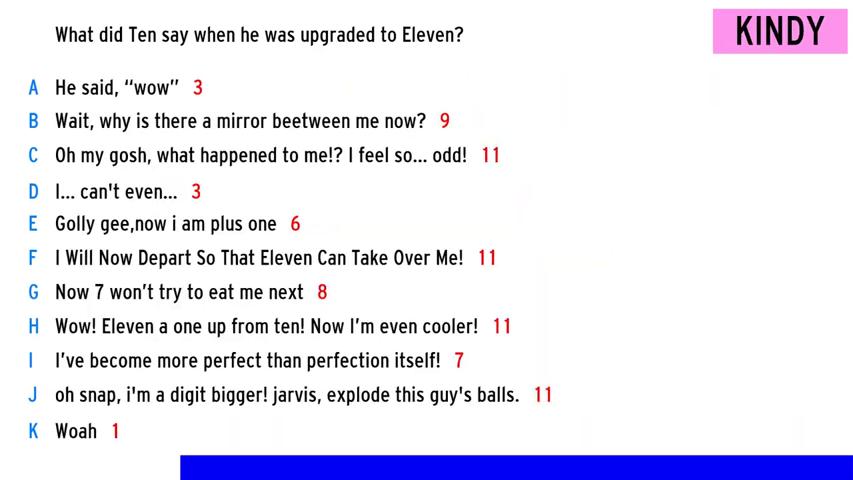 What did Ten say when he was upgraded to Eleven?
KINDY
A He said, “wow” 3
B Wait, why is there a mirror beetween me now? 9
C Oh my gosh, what happened to me!? I feel so... odd! 11
D I... can't even... 3
E Golly gee,now i am plus one 6
F I Will Now Depart So That Eleven Can Take Over Me! 11
G Now 7 won’t try to eat me next 8
H Wow! Eleven a one up from ten! Now I’m even cooler! 11
I I’ve become more perfect than perfection itself! 7
J oh snap, i'm a digit bigger! jarvis, explode this guy's balls. 11
K Woah 1